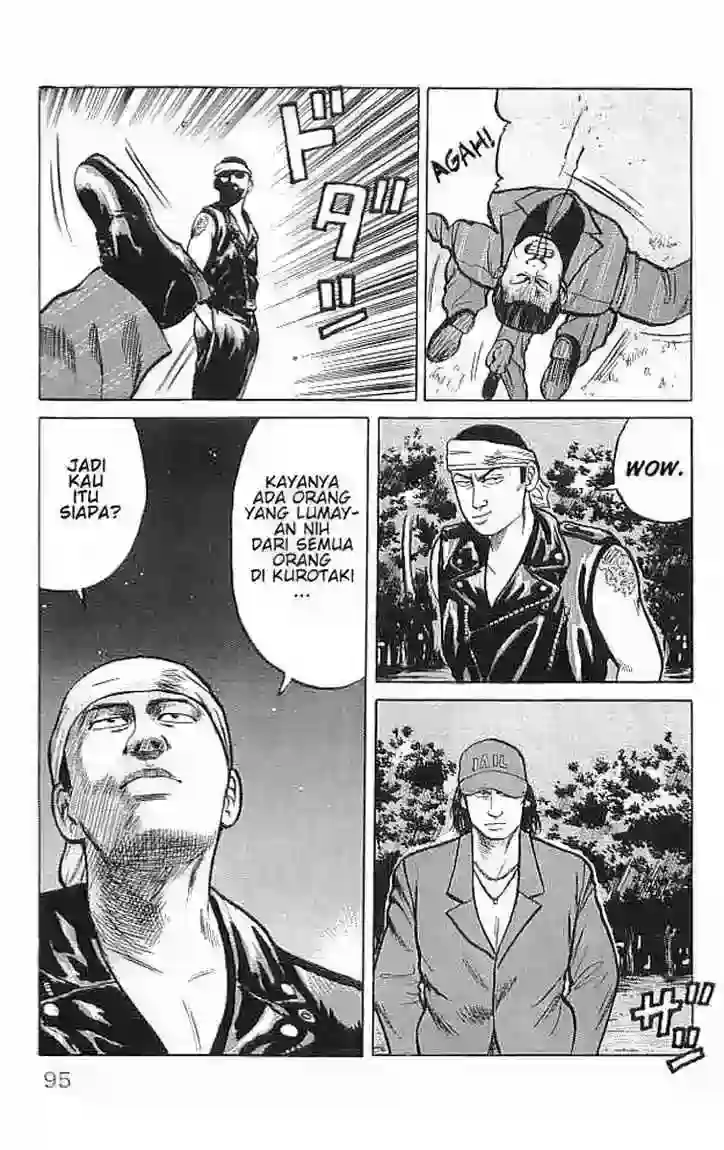 AGAH!
ドダッ
WOW.
KAYANYA
ADA ORANG
YANG LUMAY-
AN NIH
DARI SEMUA
ORANG
DI KUROTAKI
...
JADI
KAU
ITU
SIAPA?
JAIL
ザッ
95